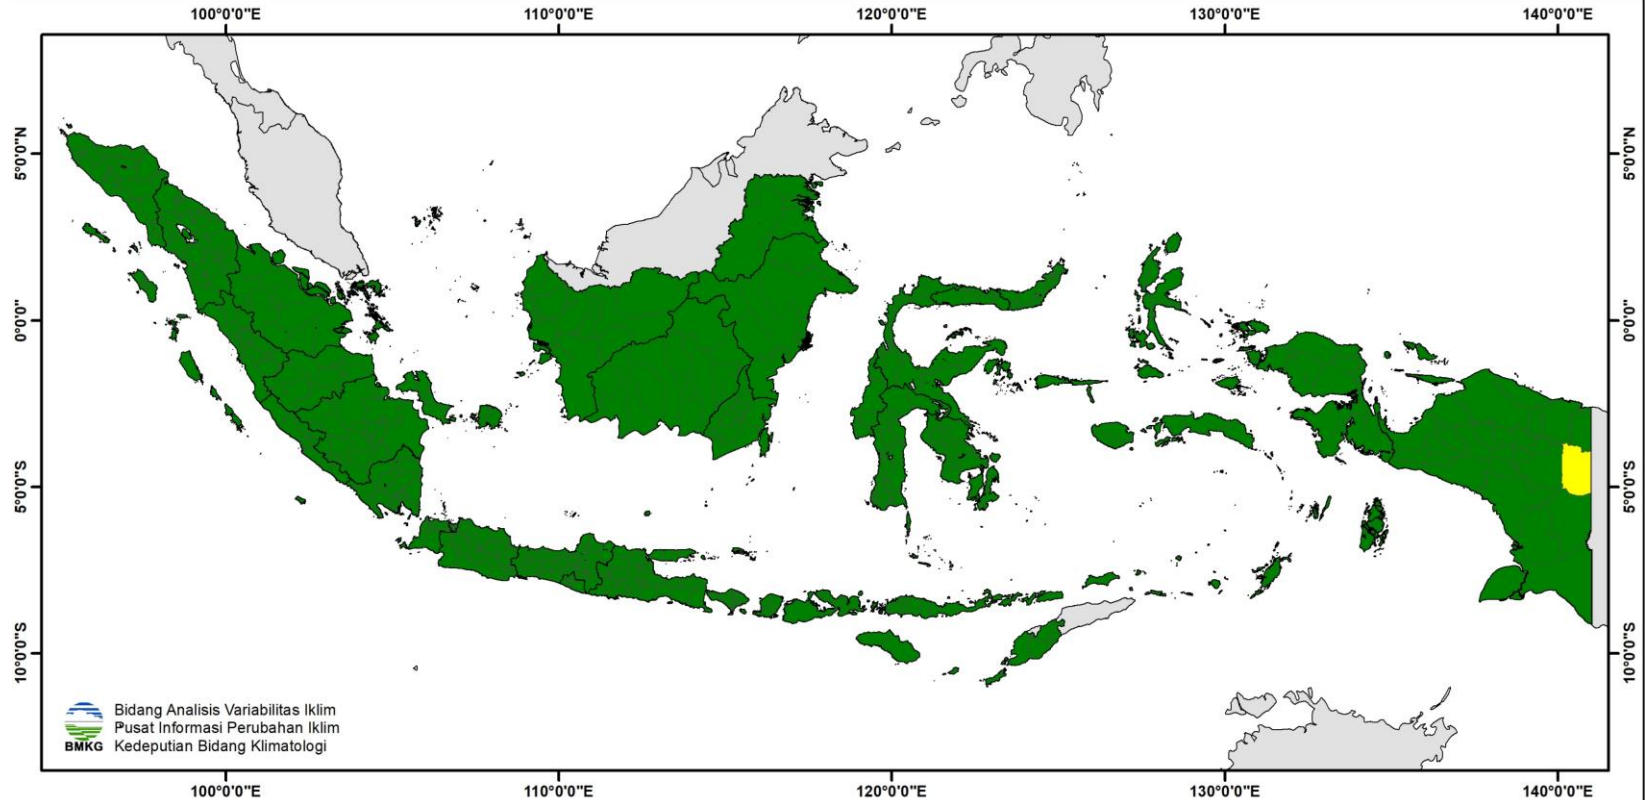 100°0'0"E 110°0'0"E 120°0'0"E 130°0'0"E 140°0'0"E
5°0'0"N 5°0'0"N
0°0'0" 0°0'0"
5°0'0"S 5°0'0"S
10°0'0"S 10°0'0"S
Bidang Analisis Variabilitas Iklim
Pusat Informasi Perubahan Iklim
BMKG Kedeputian Bidang Klimatologi
100°0'0"E 110°0'0"E 120°0'0"E 130°0'0"E 140°0'0"E